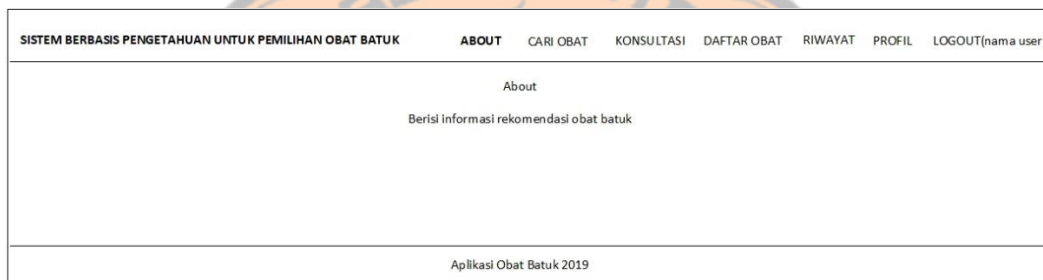 SISTEM BERBASIS PENGETAHUAN UNTUK PEMILIHAN OBAT BATUK ABOUT CARI OBAT KONSULTASI DAFTAR OBAT RIWAYAT PROFIL LOGOUT(nama user
About
Berisi informasi rekomendasi obat batuk
Aplikasi Obat Batuk 2019